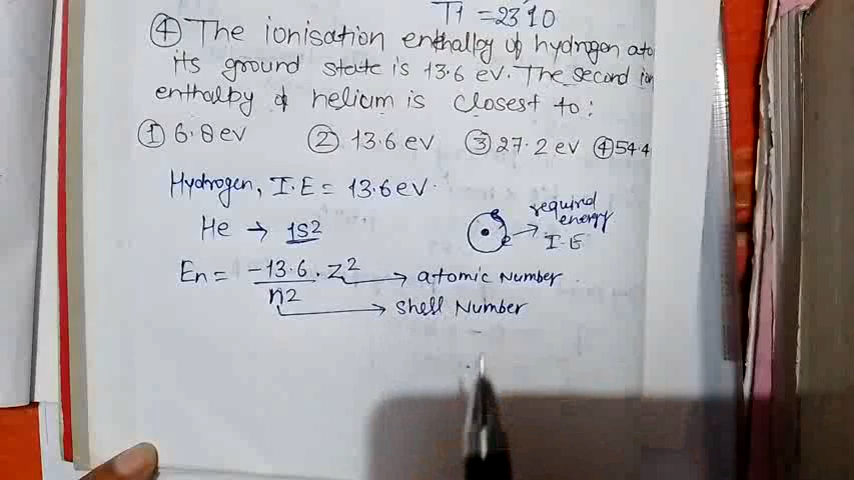 T1 = 2310
④ The ionisation enthalpy of hydrogen ato
its ground state is 13.6 eV. The second ion
enthalpy of helium is closest to:
① 6.8 ev ② 13.6 eV ③ 27.2 eV ④ 54.4
Hydrogen, I.E = 13.6 eV.
He → 1S2
e
e
required
energy
I.E
En = -13.6 . Z2 → atomic Number
n2 → Shell Number